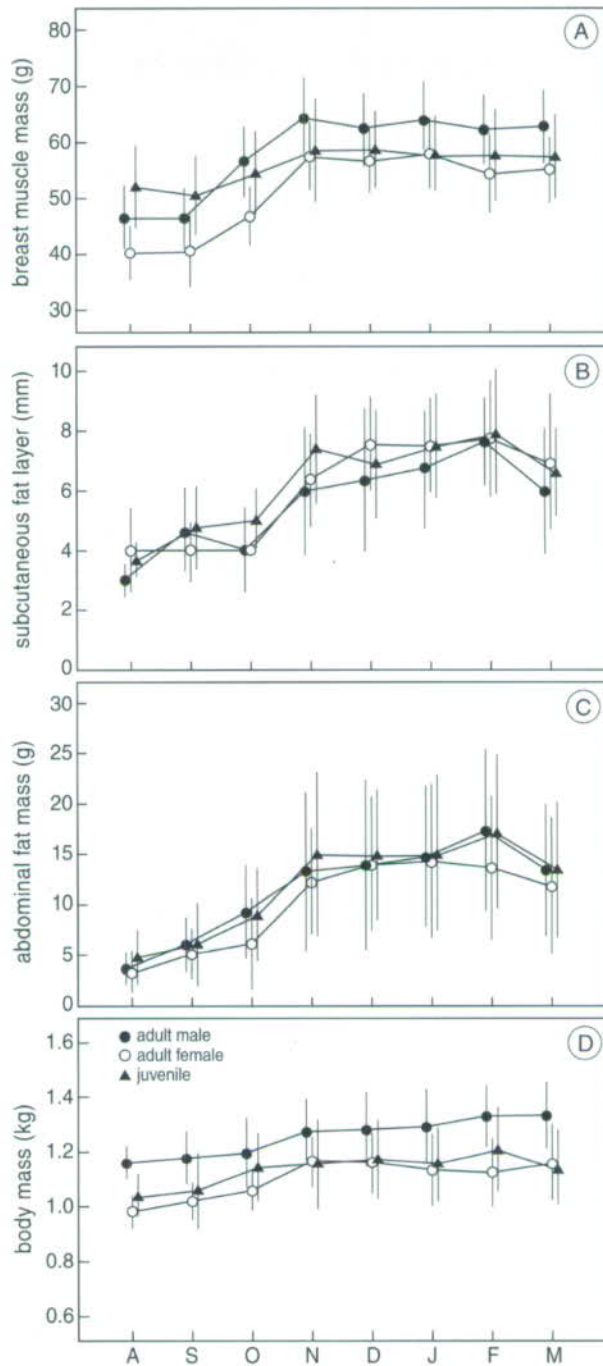 A
breast muscle mass (g)
80
70
60
50
40
30
B
subcutaneous fat layer (mm)
10
8
6
4
2
0
C
abdominal fat mass (g)
30
25
20
15
10
5
0
D
body mass (kg)
● adult male
○ adult female
▲ juvenile
1.6
1.4
1.2
1.0
0.8
0.6
A S O N D J F M